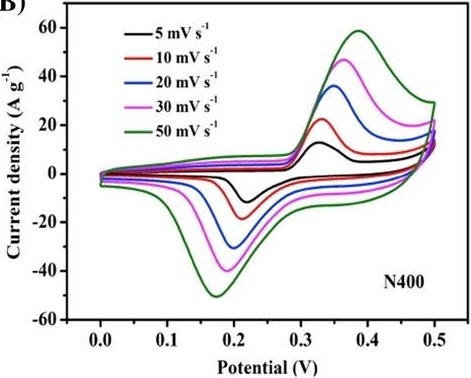 B)
5 mV s-1
10 mV s-1
20 mV s-1
30 mV s-1
50 mV s-1
N400
Current density (A g-1)
60
40
20
0
-20
-40
-60
0.0 0.1 0.2 0.3 0.4 0.5
Potential (V)